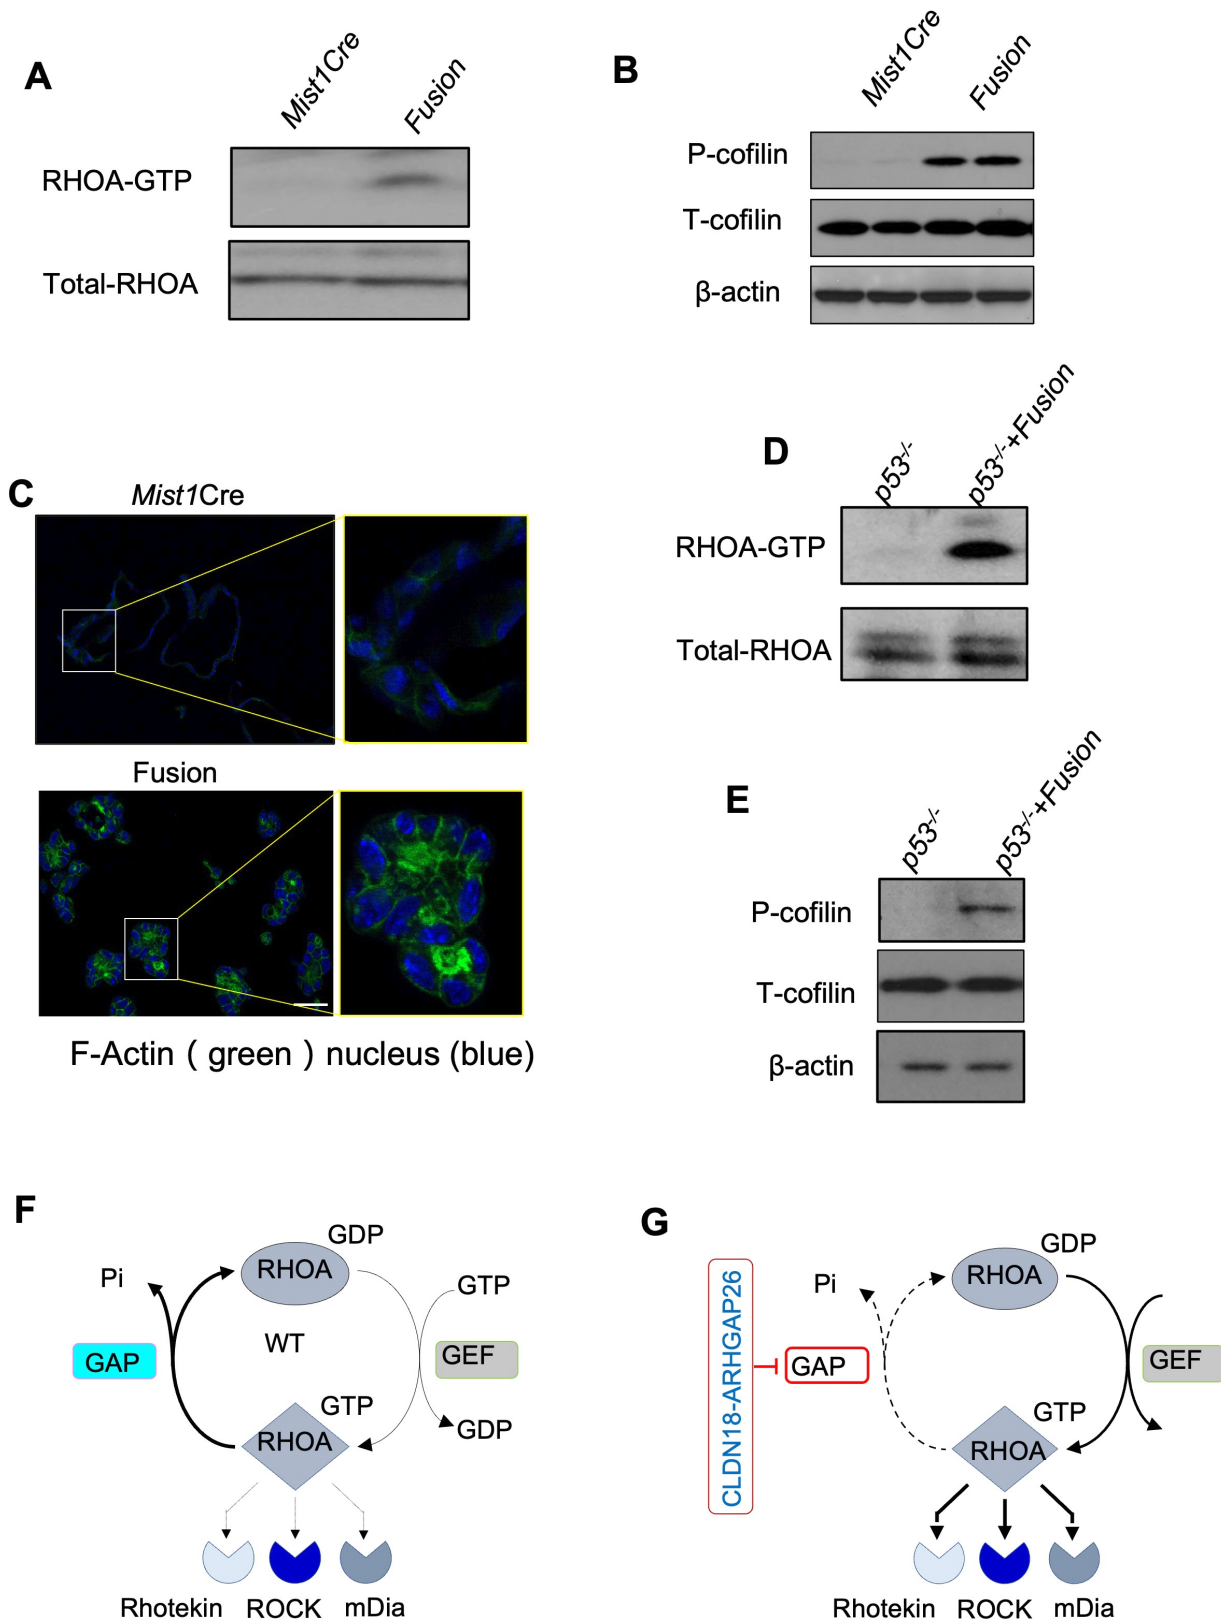 A
Mist1Cre
Fusion
RHOA-GTP
Total-RHOA
B
Mist1Cre
Fusion
P-cofilin
T-cofilin
β-actin
C
Mist1Cre
Fusion
F-Actin ( green ) nucleus (blue)
D
p53-/-
p53-/-+Fusion
RHOA-GTP
Total-RHOA
E
p53-/-
p53-/-+Fusion
P-cofilin
T-cofilin
β-actin
F
GDP
RHOA
Pi
GTP
WT
GAP
GEF
GTP
RHOA
GDP
Rhotekin
ROCK
mDia
G
CLDN18-ARHGAP26
GDP
RHOA
Pi
GAP
GEF
GTP
RHOA
Rhotekin
ROCK
mDia